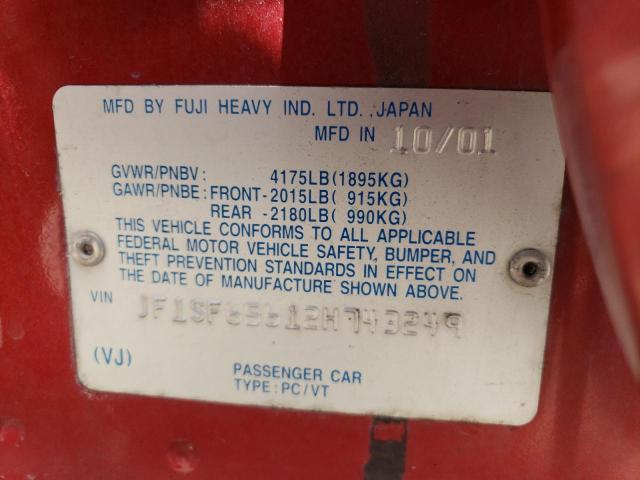 MFD BY FUJI HEAVY IND. LTD. ,JAPAN
MFD IN 10/01
GVWR/PNBV : 4175LB(1895KG)
GAWR/PNBE : FRONT-2015LB( 915KG)
REAR -2180LB( 990KG)
THIS VEHICLE CONFORMS TO ALL APPLICABLE
FEDERAL MOTOR VEHICLE SAFETY, BUMPER, AND
THEFT PREVENTION STANDARDS IN EFFECT ON
THE DATE OF MANUFACTURE SHOWN ABOVE.
VIN JF1SF65612H743249
(VJ) PASSENGER CAR
TYPE : PC/VT